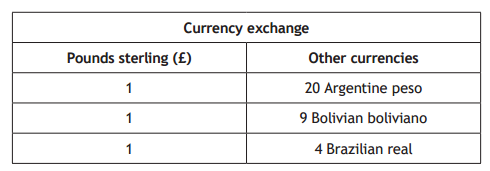 Currency exchange
Pounds sterling (£) Other currencies
1 20 Argentine peso
1 9 Bolivian boliviano
1 4 Brazilian real